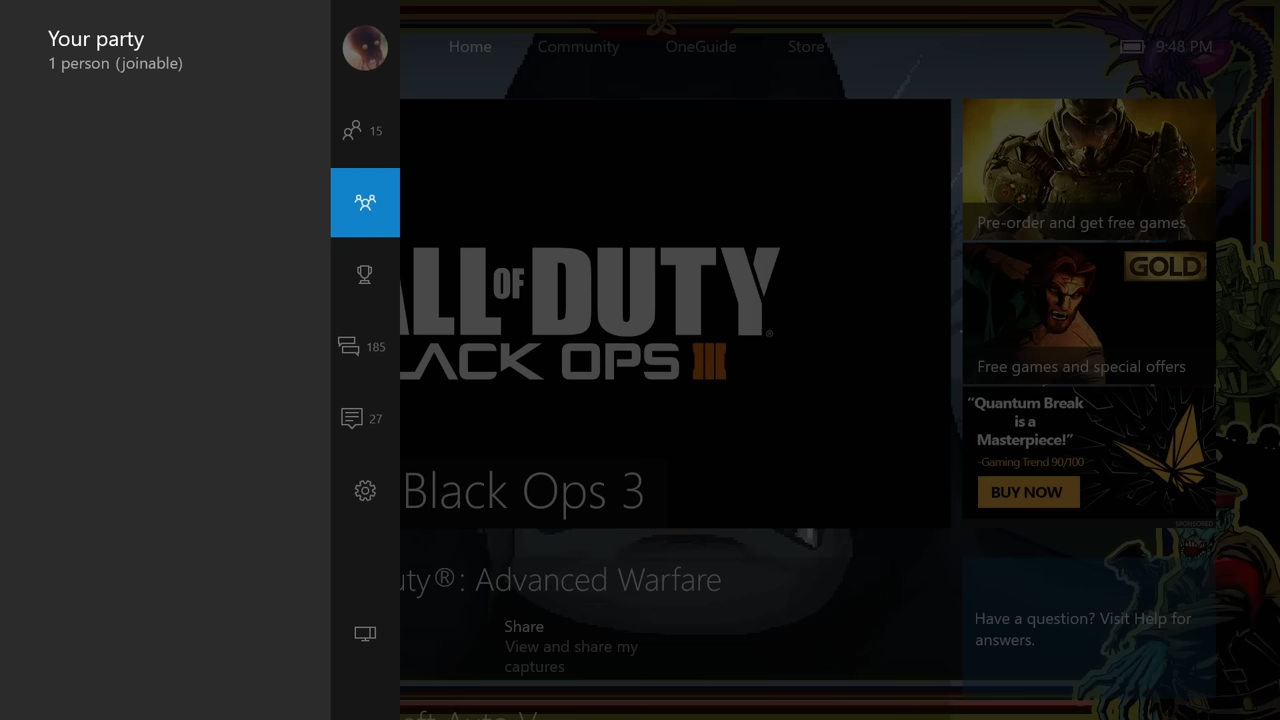 Your party
1 person (joinable)
15
185
27
Home
Community
OneGuide
Store
9:48 PM
ALL OF DUTY®
LACK OPS III
Black Ops 3
uty®: Advanced Warfare
Share
View and share my
captures
oft Auto V
Pre-order and get free games
GOLD
Free games and special offers
“Quantum Break
is a
Masterpiece!”
-Gaming Trend 90/100
BUY NOW
SPONSORED
Have a question? Visit Help for
answers.